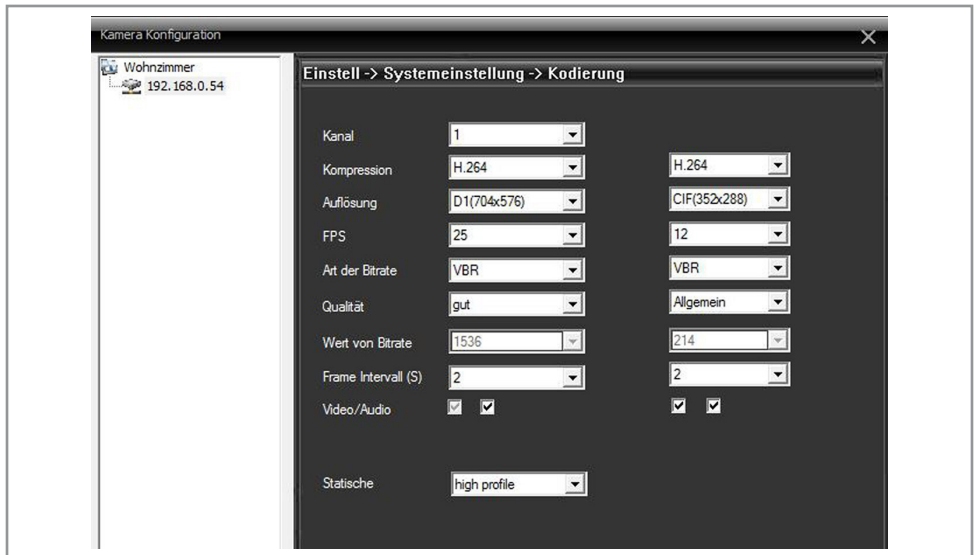 Kamera Konfiguration
Wohnzimmer
192.168.0.54
Einstell -> Systemeinstellung -> Kodierung
Kanal 1
Kompression H.264 H.264
Auflösung D1(704x576) CIF(352x288)
FPS 25 12
Art der Bitrate VBR VBR
Qualität gut Allgemein
Wert von Bitrate 1536 214
Frame Intervall (S) 2 2
Video/Audio
Statische high profile